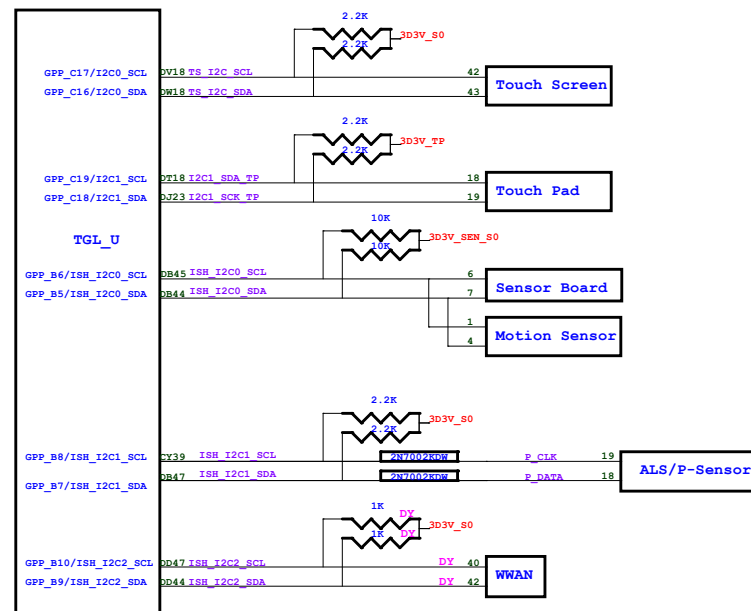 2.2K
3D3V_S0
2.2K
GPP_C17/I2C0_SCL DV18 TS_I2C_SCL 42
GPP_C16/I2C0_SDA DW18 TS_I2C_SDA 43
Touch Screen
2.2K
3D3V_TP
2.2K
GPP_C19/I2C1_SCL DT18 I2C1_SDA_TP 18
GPP_C18/I2C1_SDA DJ23 I2C1_SCK_TP 19
Touch Pad
10K
TGL_U
3D3V_SEN_S0
10K
GPP_B6/ISH_I2C0_SCL DB45 ISH_I2C0_SCL 6
GPP_B5/ISH_I2C0_SDA DB44 ISH_I2C0_SDA 7
Sensor Board
1
4
Motion Sensor
2.2K
3D3V_S0
2.2K
GPP_B8/ISH_I2C1_SCL CY39 ISH_I2C1_SCL 2N7002KDW P_CLK 19
GPP_B7/ISH_I2C1_SDA DB47 ISH_I2C1_SDA 2N7002KDW P_DATA 18
ALS/P-Sensor
1K DY
3D3V_S0
1K DY
GPP_B10/ISH_I2C2_SCL DD47 ISH_I2C2_SCL DY 40
GPP_B9/ISH_I2C2_SDA DD44 ISH_I2C2_SDA DY 42
WWAN